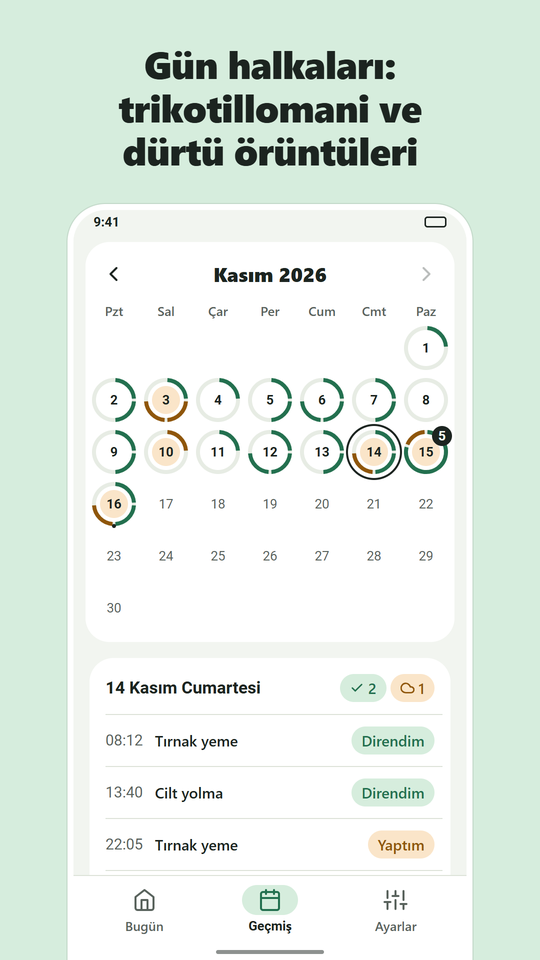 Gün halkaları:
trikotillomani ve
dürtü örüntüleri
9:41
Kasım 2026
Pzt Sal Çar Per Cum Cmt Paz
1
2 3 4 5 6 7 8
5
9 10 11 12 13 14 15
16 17 18 19 20 21 22
23 24 25 26 27 28 29
30
14 Kasım Cumartesi 2 1
08:12 Tırnak yeme Direndim
13:40 Cilt yolma Direndim
22:05 Tırnak yeme Yaptım
Bugün Geçmiş Ayarlar